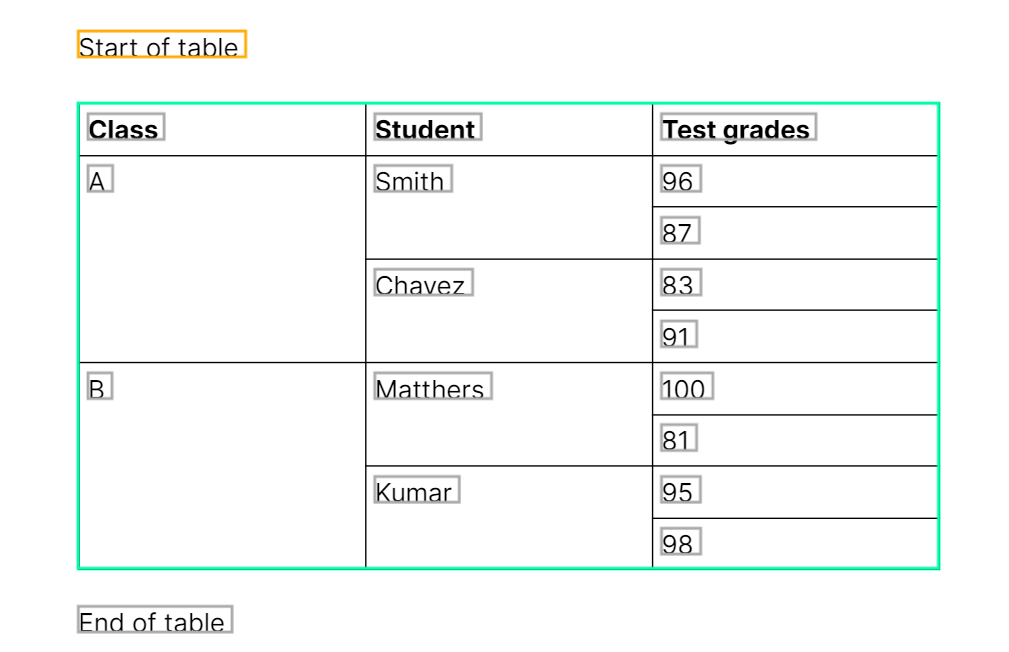 Start of table
Class Student Test grades
A Smith 96
87
Chavez 83
91
B Matthers 100
81
Kumar 95
98
End of table